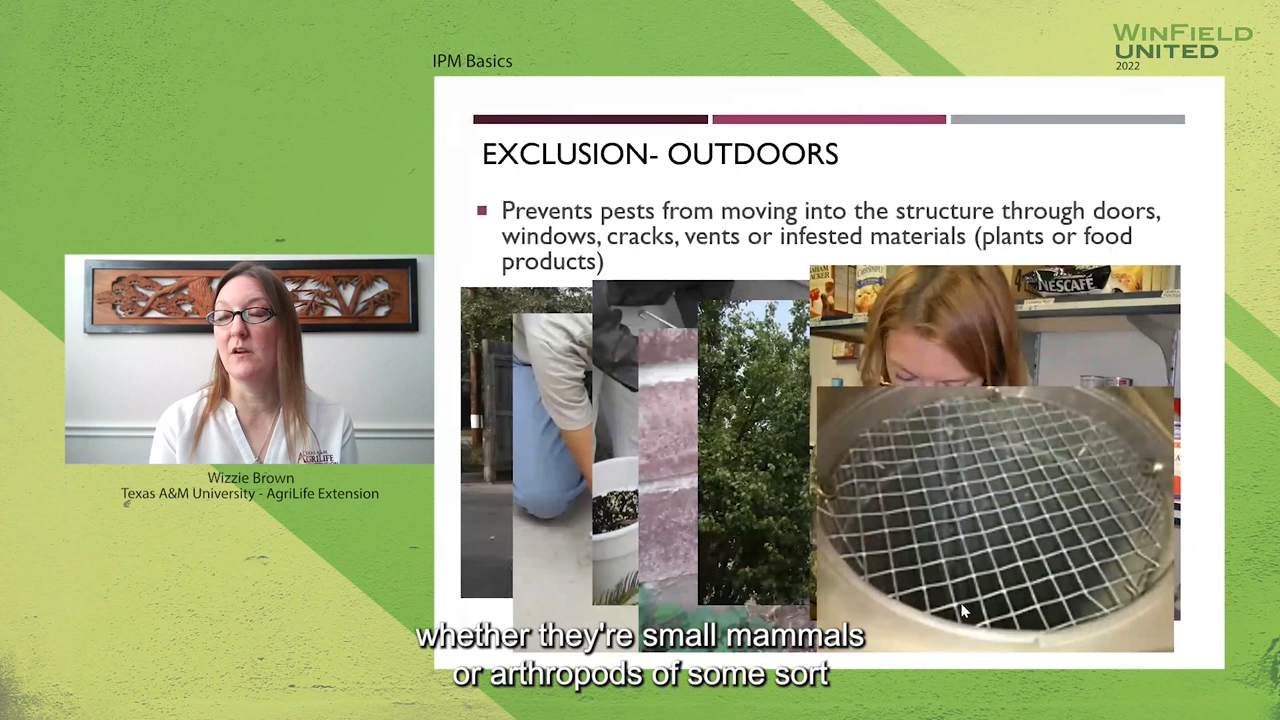 WINFIELD
UNITED
2022
IPM Basics
EXCLUSION- OUTDOORS
Prevents pests from moving into the structure through doors,
windows, cracks, vents or infested materials (plants or food
products)
NESCAFE
AGRILIFE
Wizzie Brown
Texas A&M University - AgriLife Extension
whether they're small mammals
or arthropods of some sort